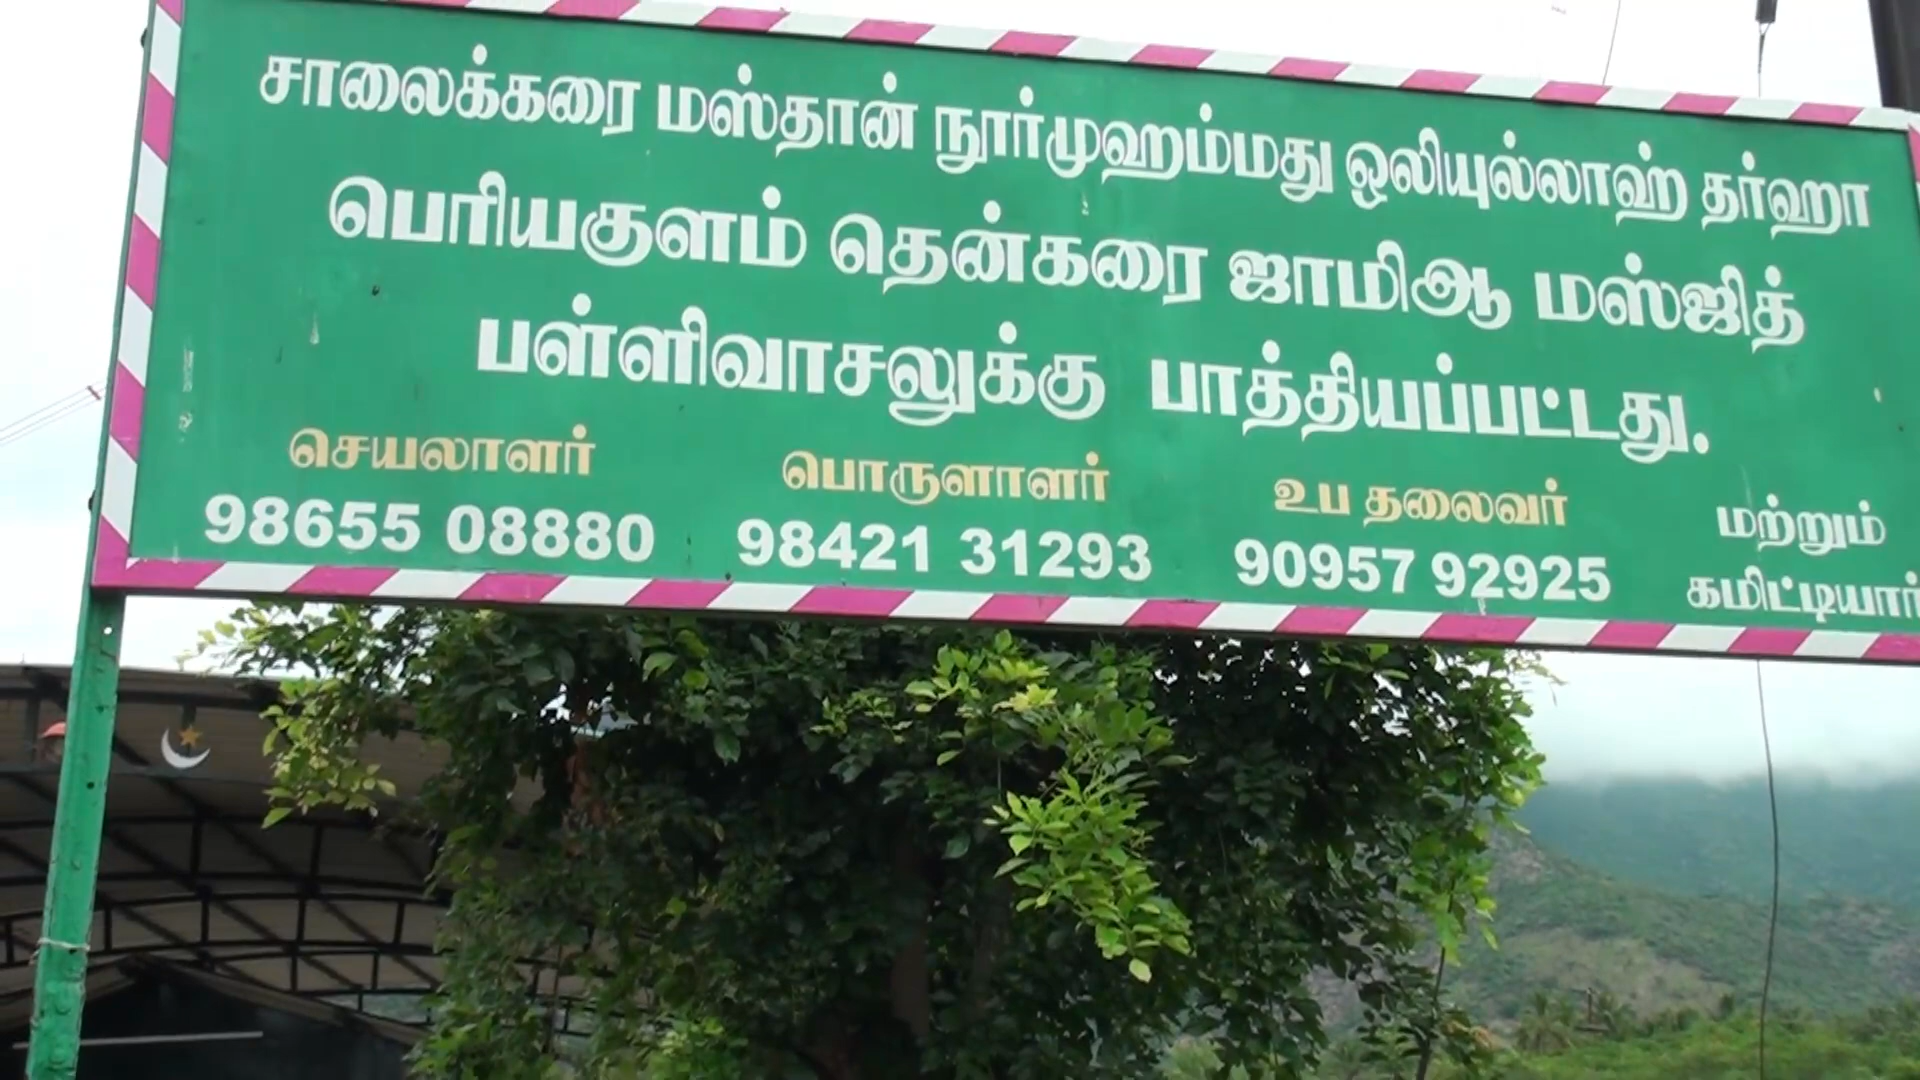 சாலைக்கரை மஸ்தான் நூர்முஹம்மது ஒலியுல்லாஹ் தர்ஹா
பெரியகுளம் தென்கரை ஜாமிஆ மஸ்ஜித்
பள்ளிவாசலுக்கு பாத்தியப்பட்டது.
செயலாளர் பொருளாளர் உப தலைவர் மற்றும்
98655 08880 98421 31293 90957 92925 கமிட்டியார்